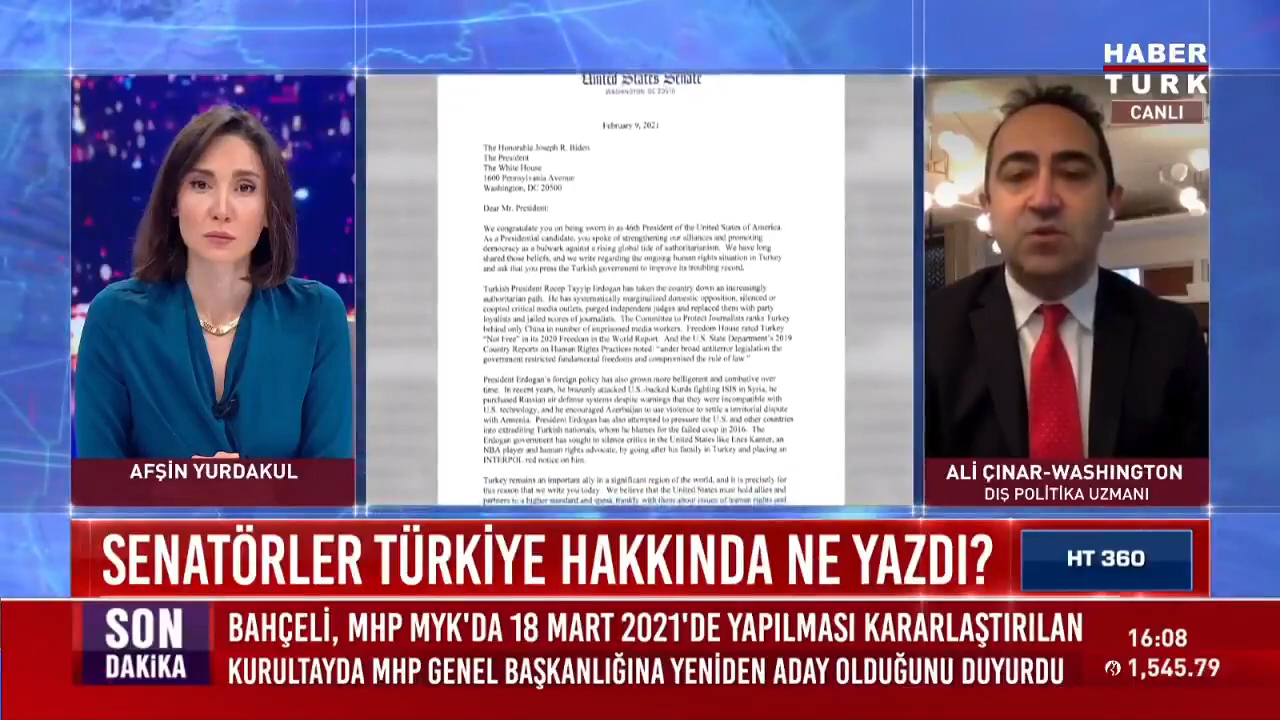 HABER
TURK
CANLI
United States Senate
WASHINGTON, DC 20510
February 9, 2021
The Honorable Joseph R. Biden
The President
The White House
1600 Pennsylvania Avenue
Washington, DC 20500
Dear Mr. President:
We congratulate you on being sworn in as 46th President of the United States of America.
As a Presidential candidate, you spoke of strengthening our alliances and promoting
democracy as a bulwark against a rising global tide of authoritarianism. We have long
shared those beliefs, and we write regarding the ongoing human rights situation in Turkey
and ask that you press the Turkish government to improve its troubling record.
Turkish President Recep Tayyip Erdogan has taken the country down an increasingly
authoritarian path. He has systematically marginalized domestic opposition, silenced or
coopted critical media outlets, purged independent judges and replaced them with party
loyalists and jailed scores of journalists. The Committee to Protect Journalists ranks Turkey
behind only China in number of imprisoned media workers. Freedom House rated Turkey
"Not Free" in its 2020 Freedom in the World Report. And the U.S. State Department's 2019
Country Reports on Human Rights Practices noted: "under broad antiterror legislation the
government restricted fundamental freedoms and compromised the rule of law."
President Erdogan's foreign policy has also grown more belligerent and combative over
time. In recent years, he brazenly attacked U.S.-backed Kurds fighting ISIS in Syria, he
purchased Russian air defense systems despite warnings that they were incompatible with
U.S. technology, and he encouraged Azerbaijan to use violence to settle a territorial dispute
with Armenia. President Erdogan has also attempted to pressure the U.S. and other countries
into extraditing Turkish nationals, whom he blames for the failed coup in 2016. The
Erdogan government has sought to silence critics in the United States like Enes Kanter, an
NBA player and human rights advocate, by going after his family in Turkey and placing an
INTERPOL red notice on him.
Turkey remains an important ally in a significant region of the world, and it is precisely for
this reason that we write you today. We believe that the United States must hold allies and
partners to a higher standard and speak frankly with them about issues of human rights and
AFŞİN YURDAKUL
ALİ ÇINAR-WASHINGTON
DIŞ POLİTİKA UZMANI
SENATÖRLER TÜRKİYE HAKKINDA NE YAZDI?
HT 360
SON
DAKİKA
BAHÇELİ, MHP MYK'DA 18 MART 2021'DE YAPILMASI KARARLAŞTIRILAN
KURULTAYDA MHP GENEL BAŞKANLIĞINA YENİDEN ADAY OLDUĞUNU DUYURDU
16:08
1,545.79